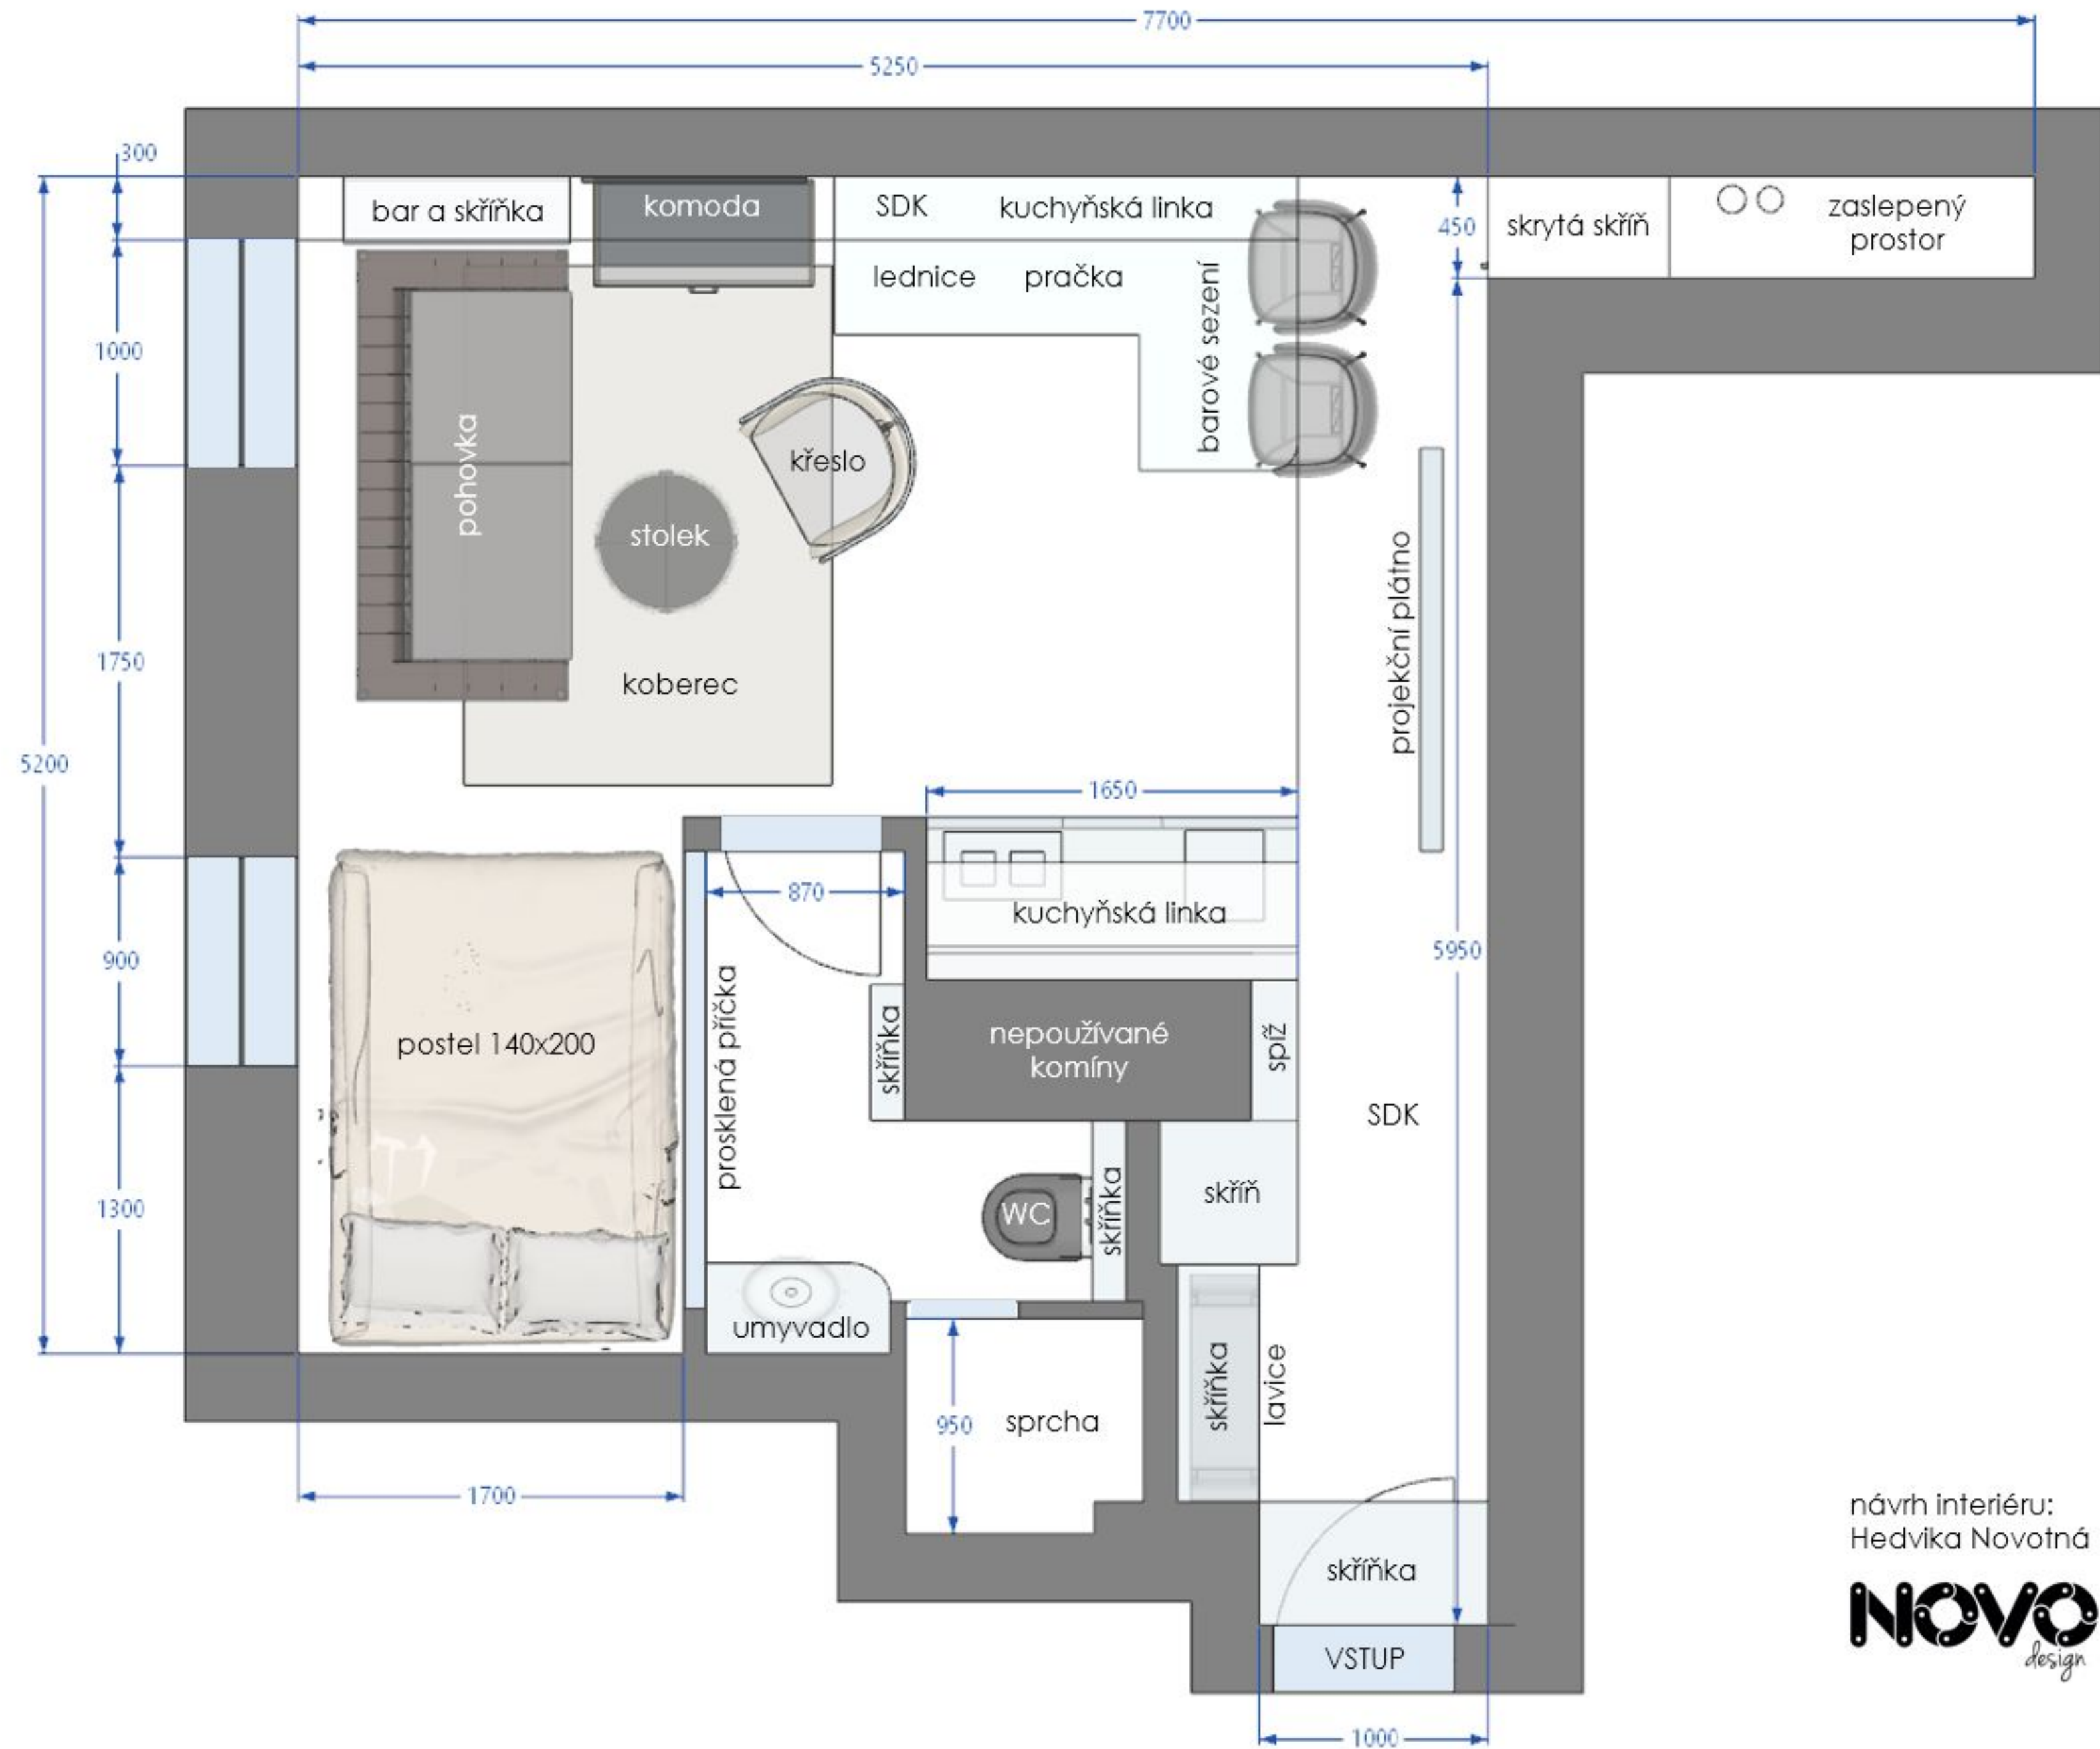 7700
5250
300
bar a skříňka
komoda
SDK kuchyňská linka
450
skrytá skříň
zaslepený
prostor
lednice pračka
barové sezení
1000
pohovka
křeslo
stolek
projekční plátno
1750
koberec
5200
1650
870
kuchyňská linka
900
5950
prosklená příčka
skříňka
postel 140x200
nepoužívané
komíny
spíž
SDK
1300
WC
skříňka
skříň
umyvadlo
skříňka
lavice
950
sprcha
1700
skříňka
VSTUP
1000
návrh interiéru:
Hedvika Novotná
NOVO
design